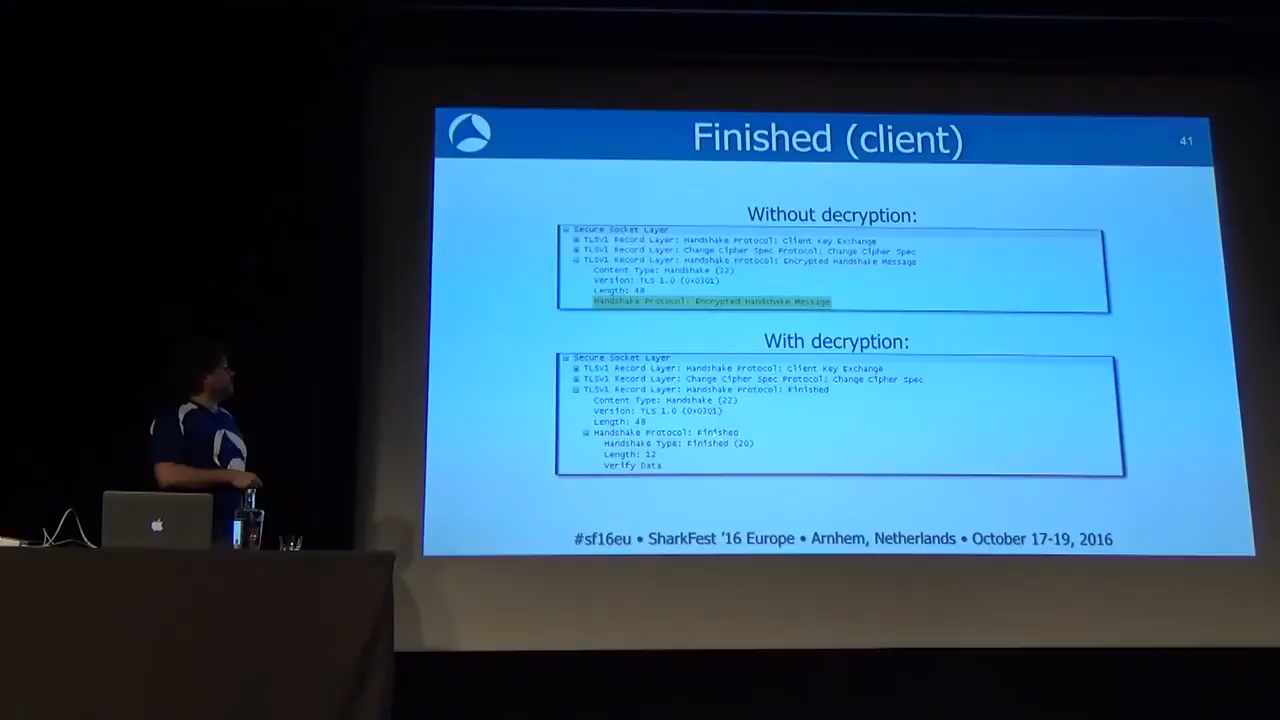 Finished (client)
41
Without decryption:
Secure Socket Layer
TLSv1 Record Layer: Handshake Protocol: Client Key Exchange
TLSv1 Record Layer: Change Cipher Spec Protocol: Change Cipher Spec
TLSv1 Record Layer: Handshake Protocol: Encrypted Handshake Message
Content Type: Handshake (22)
Version: TLS 1.0 (0x0301)
Length: 48
Handshake Protocol: Encrypted Handshake Message
With decryption:
Secure Socket Layer
TLSv1 Record Layer: Handshake Protocol: Client Key Exchange
TLSv1 Record Layer: Change Cipher Spec Protocol: Change Cipher Spec
TLSv1 Record Layer: Handshake Protocol: Finished
Content Type: Handshake (22)
Version: TLS 1.0 (0x0301)
Length: 48
Handshake Protocol: Finished
Handshake Type: Finished (20)
Length: 12
Verify Data
#sf16eu • SharkFest '16 Europe • Arnhem, Netherlands • October 17-19, 2016